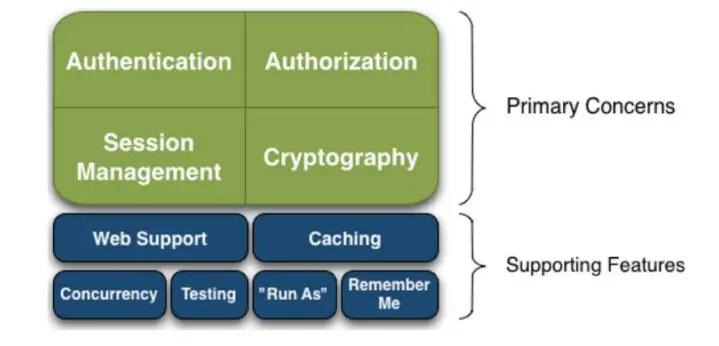 Authentication
Authorization
Session
Management
Cryptography
Primary Concerns
Web Support
Caching
Concurrency
Testing
"Run As"
Remember
Me
Supporting Features